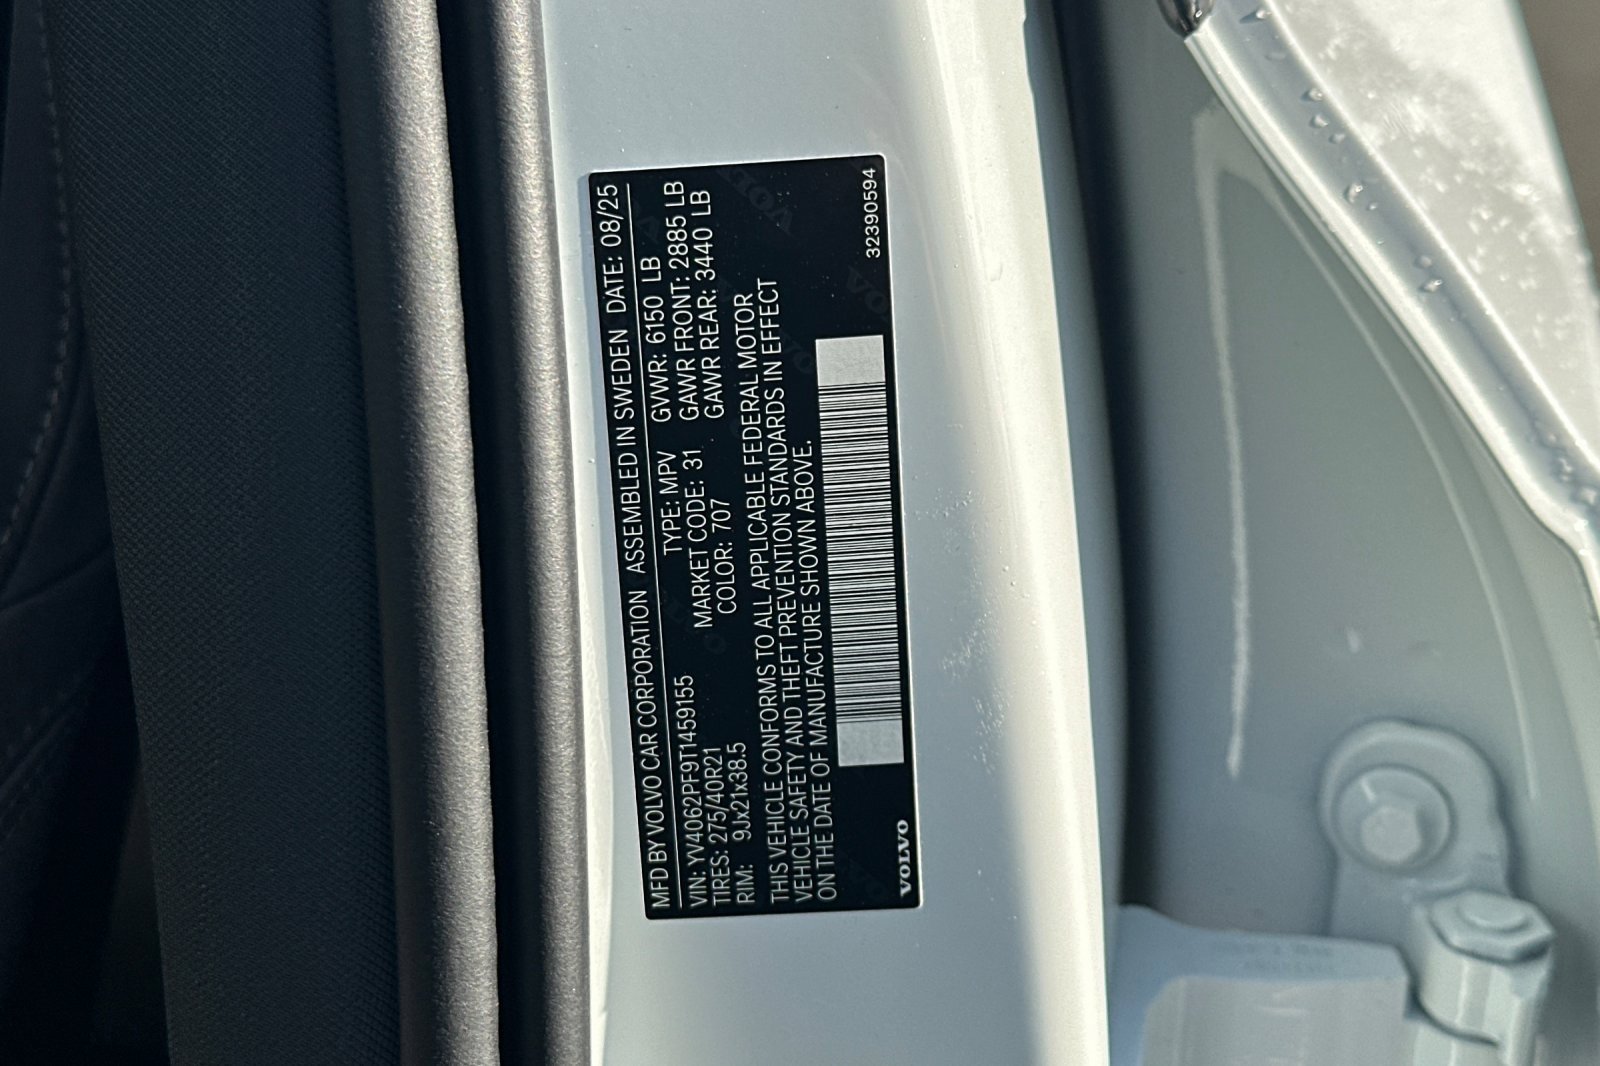 MFD BY VOLVO CAR CORPORATION ASSEMBLED IN SWEDEN DATE: 08/25
VIN: YV4062PF9T1459155 TYPE: MPV GVWR: 6150 LB
TIRES: 275/40R21 MARKET CODE: 31 GAWR FRONT: 2885 LB
RIM: 9Jx21x38.5 COLOR: 707 GAWR REAR: 3440 LB
THIS VEHICLE CONFORMS TO ALL APPLICABLE FEDERAL MOTOR
VEHICLE SAFETY AND THEFT PREVENTION STANDARDS IN EFFECT
ON THE DATE OF MANUFACTURE SHOWN ABOVE.
VOLVO
32390594